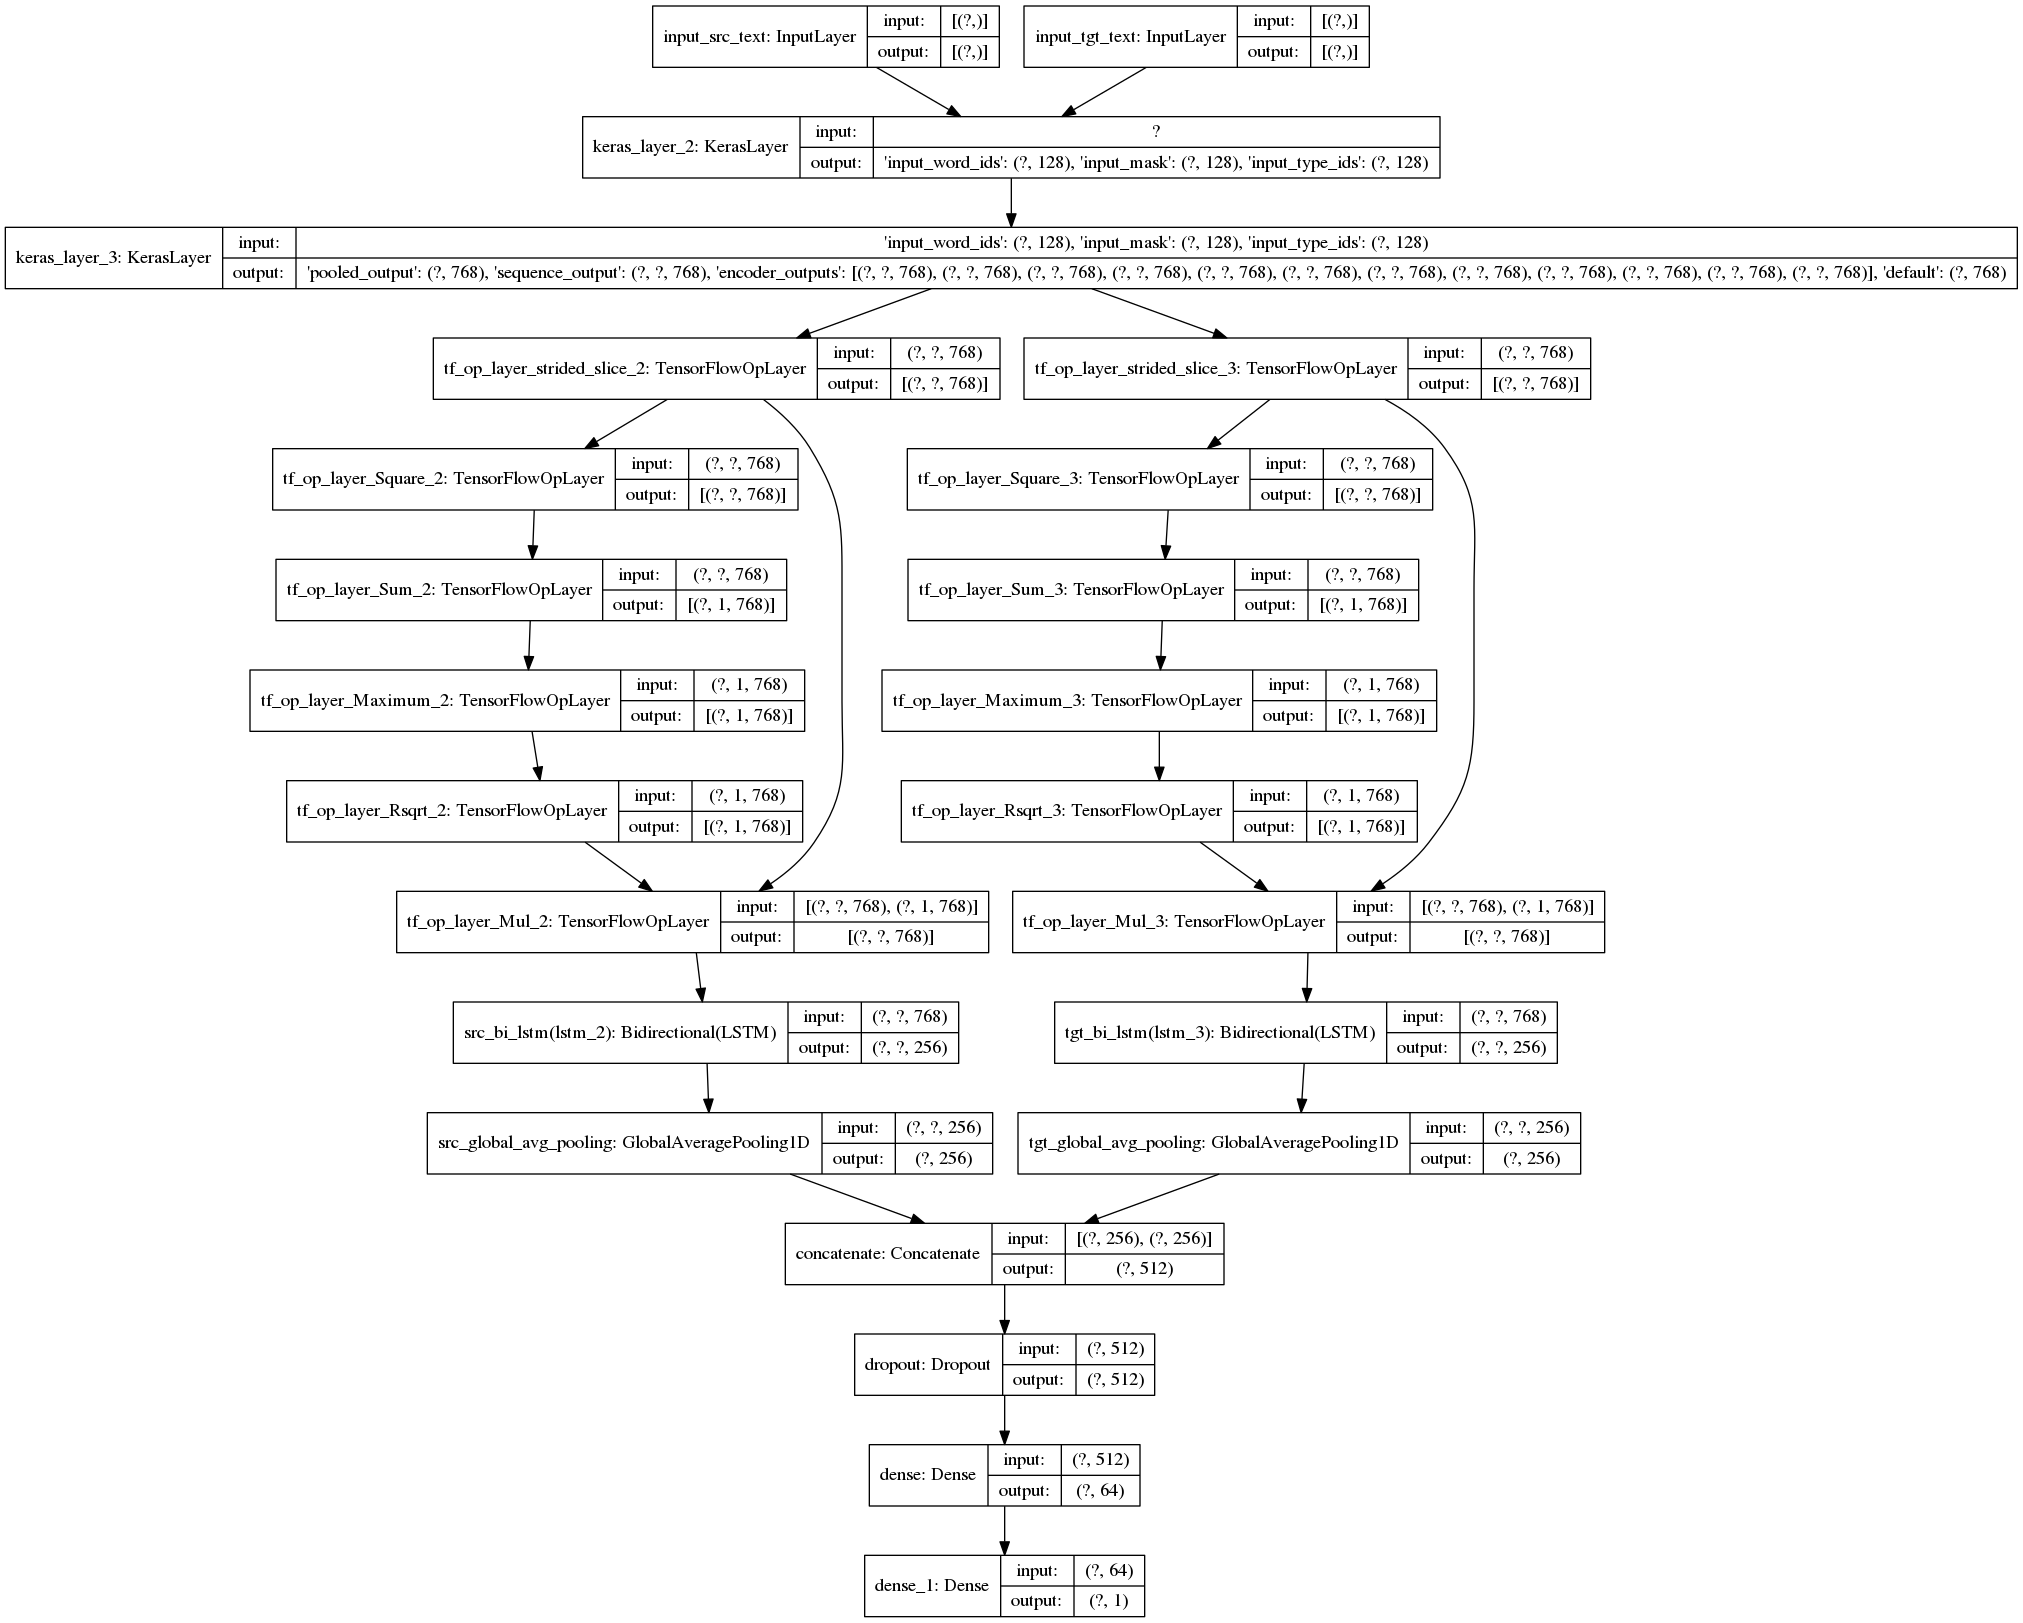 input_src_text: InputLayer
input: [(?,)]
output: [(?,)]
input_tgt_text: InputLayer
input: [(?,)]
output: [(?,)]
keras_layer_2: KerasLayer
input: ?
output: 'input_word_ids': (?, 128), 'input_mask': (?, 128), 'input_type_ids': (?, 128)
keras_layer_3: KerasLayer
input: 'input_word_ids': (?, 128), 'input_mask': (?, 128), 'input_type_ids': (?, 128)
output: 'pooled_output': (?, 768), 'sequence_output': (?, ?, 768), 'encoder_outputs': [(?, ?, 768), (?, ?, 768), (?, ?, 768), (?, ?, 768), (?, ?, 768), (?, ?, 768), (?, ?, 768), (?, ?, 768), (?, ?, 768), (?, ?, 768), (?, ?, 768), (?, ?, 768)], 'default': (?, 768)
tf_op_layer_strided_slice_2: TensorFlowOpLayer
input: (?, ?, 768)
output: [(?, ?, 768)]
tf_op_layer_strided_slice_3: TensorFlowOpLayer
input: (?, ?, 768)
output: [(?, ?, 768)]
tf_op_layer_Square_2: TensorFlowOpLayer
input: (?, ?, 768)
output: [(?, ?, 768)]
tf_op_layer_Square_3: TensorFlowOpLayer
input: (?, ?, 768)
output: [(?, ?, 768)]
tf_op_layer_Sum_2: TensorFlowOpLayer
input: (?, ?, 768)
output: [(?, 1, 768)]
tf_op_layer_Sum_3: TensorFlowOpLayer
input: (?, ?, 768)
output: [(?, 1, 768)]
tf_op_layer_Maximum_2: TensorFlowOpLayer
input: (?, 1, 768)
output: [(?, 1, 768)]
tf_op_layer_Maximum_3: TensorFlowOpLayer
input: (?, 1, 768)
output: [(?, 1, 768)]
tf_op_layer_Rsqrt_2: TensorFlowOpLayer
input: (?, 1, 768)
output: [(?, 1, 768)]
tf_op_layer_Rsqrt_3: TensorFlowOpLayer
input: (?, 1, 768)
output: [(?, 1, 768)]
tf_op_layer_Mul_2: TensorFlowOpLayer
input: [(?, ?, 768), (?, 1, 768)]
output: [(?, ?, 768)]
tf_op_layer_Mul_3: TensorFlowOpLayer
input: [(?, ?, 768), (?, 1, 768)]
output: [(?, ?, 768)]
src_bi_lstm(lstm_2): Bidirectional(LSTM)
input: (?, ?, 768)
output: (?, ?, 256)
tgt_bi_lstm(lstm_3): Bidirectional(LSTM)
input: (?, ?, 768)
output: (?, ?, 256)
src_global_avg_pooling: GlobalAveragePooling1D
input: (?, ?, 256)
output: (?, 256)
tgt_global_avg_pooling: GlobalAveragePooling1D
input: (?, ?, 256)
output: (?, 256)
concatenate: Concatenate
input: [(?, 256), (?, 256)]
output: (?, 512)
dropout: Dropout
input: (?, 512)
output: (?, 512)
dense: Dense
input: (?, 512)
output: (?, 64)
dense_1: Dense
input: (?, 64)
output: (?, 1)